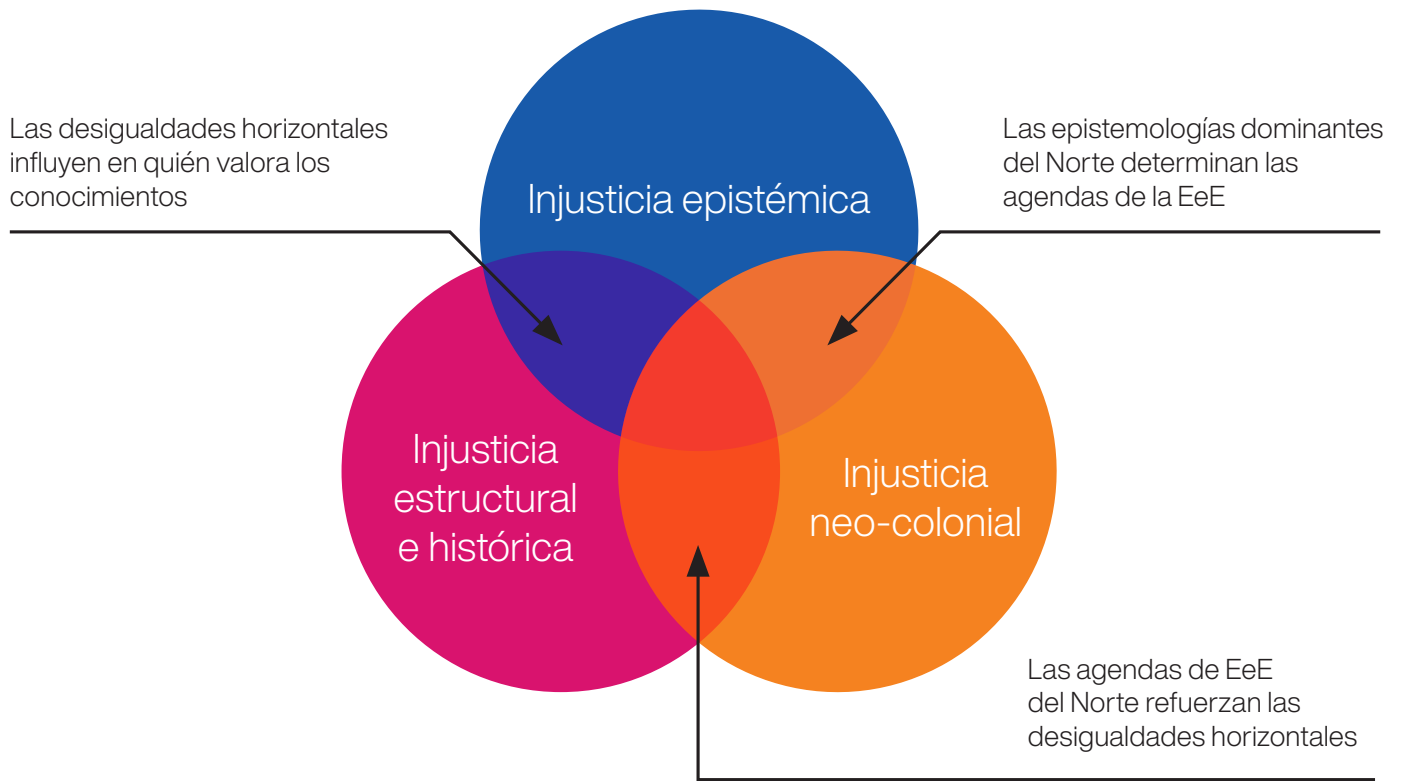 Las desigualdades horizontales
influyen en quién valora los
conocimientos
Las epistemologías dominantes
del Norte determinan las
agendas de la EeE
Injusticia epistémica
Injusticia
estructural
e histórica
Injusticia
neo-colonial
Las agendas de EeE
del Norte refuerzan las
desigualdades horizontales